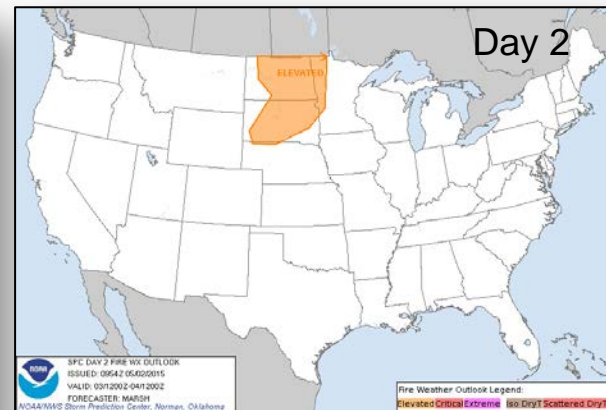 Day 2
ELEVATED
SPC DAY 2 FIRE WX OUTLOOK
ISSUED: 0954Z 05/02/2015
VALID: 03/1200Z-04/1200Z
FORECASTER: MARSH
NOAA/NWS Storm Prediction Center, Norman, Oklahoma
NOAA
Fire Weather Outlook Legend:
Elevated Critical Extreme Iso DryT Scattered DryT